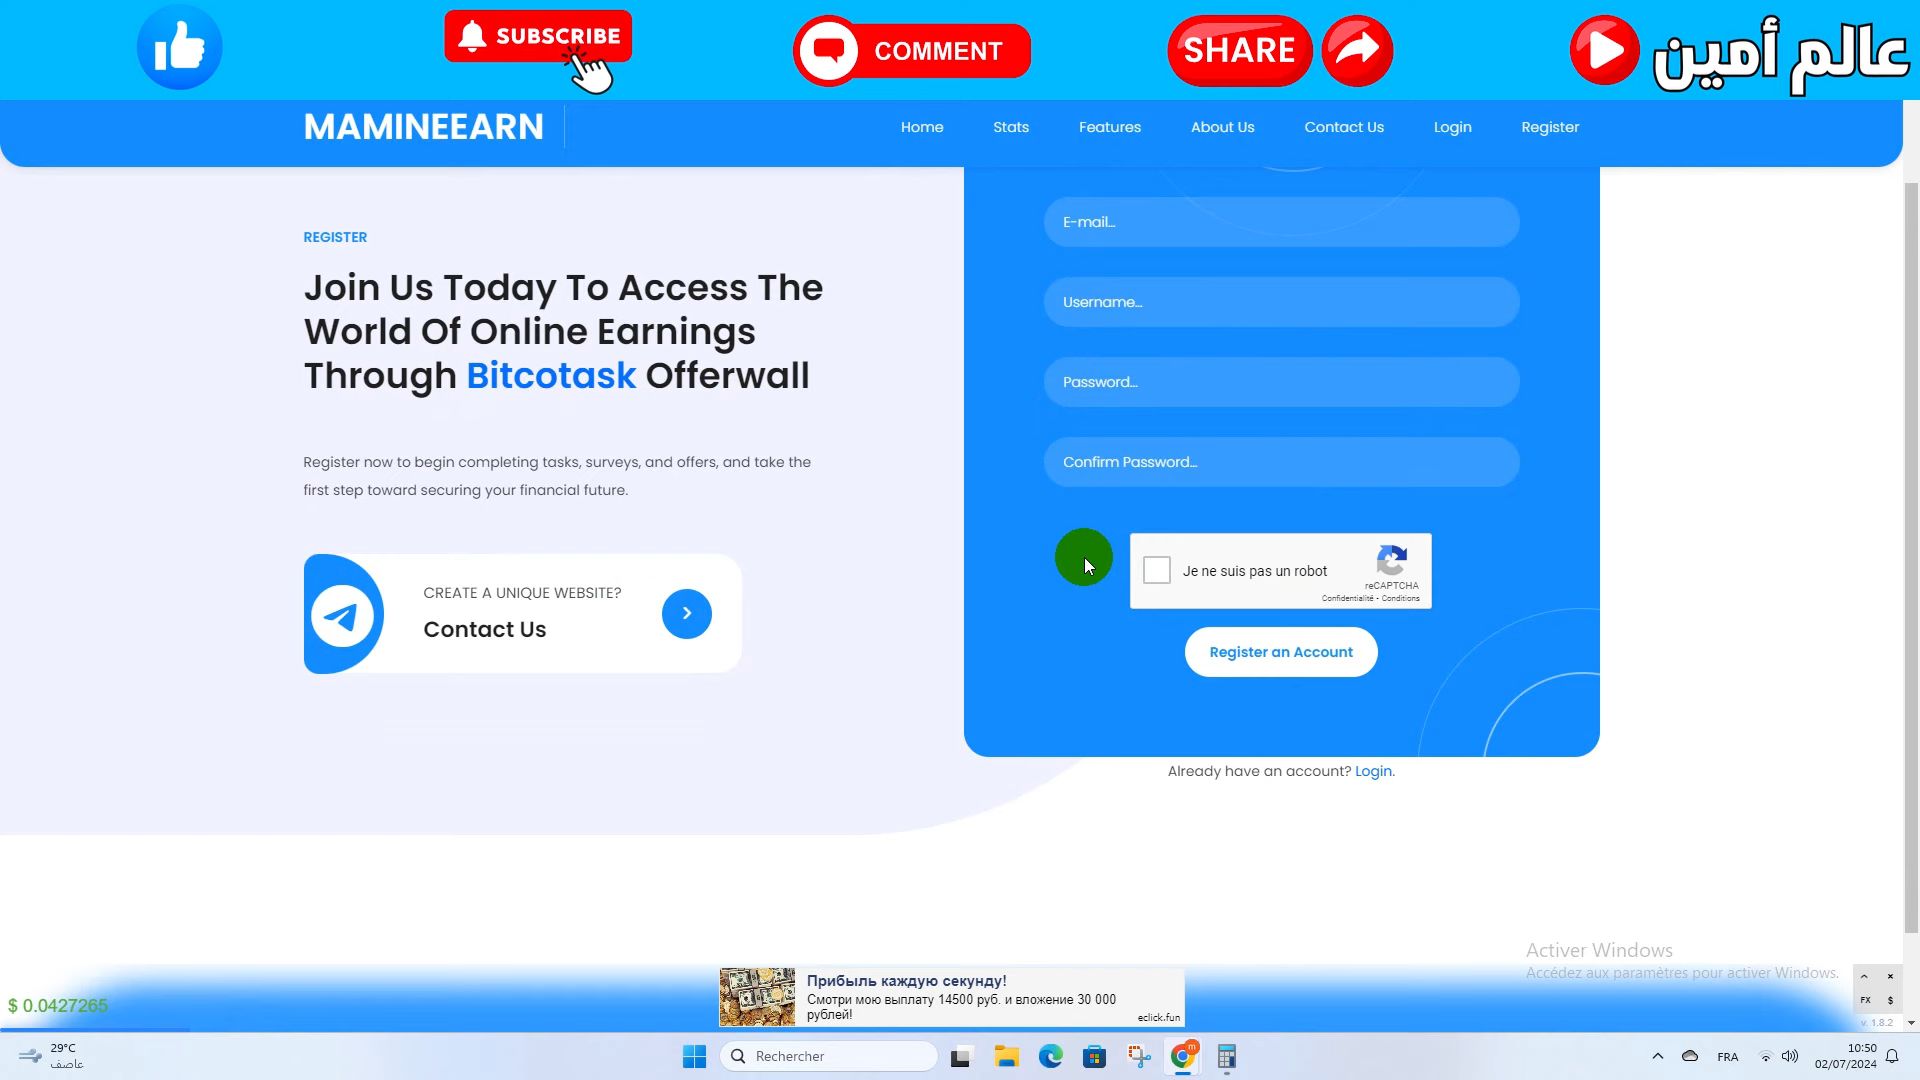 SUBSCRIBE
COMMENT
SHARE
عالم أمين
MAMINEEARN
Home
Stats
Features
About Us
Contact Us
Login
Register
REGISTER
Join Us Today To Access The
World Of Online Earnings
Through Bitcotask Offerwall
Register now to begin completing tasks, surveys, and offers, and take the
first step toward securing your financial future.
CREATE A UNIQUE WEBSITE?
Contact Us
E-mail...
Username...
Password...
Confirm Password...
Je ne suis pas un robot
reCAPTCHA
Confidentialité - Conditions
Register an Account
Already have an account? Login.
Activer Windows
Accédez aux paramètres pour activer Windows.
$ 0.0427265
Прибыль каждую секунду!
Смотри мою выплату 14500 руб. и вложение 30 000
рублей!
eclick.fun
FX $
v. 1.8.2
29°C
عاصف
Rechercher
m
FRA
10:50
02/07/2024